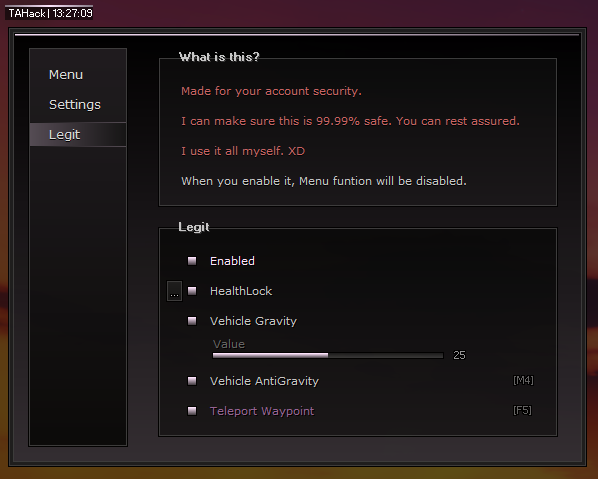 TAHack | 13:27:09
Menu
Settings
Legit
What is this?
Made for your account security.
I can make sure this is 99.99% safe. You can rest assured.
I use it all myself. XD
When you enable it, Menu funtion will be disabled.
Legit
Enabled
... HealthLock
Vehicle Gravity
Value
25
Vehicle AntiGravity [M4]
Teleport Waypoint [F5]